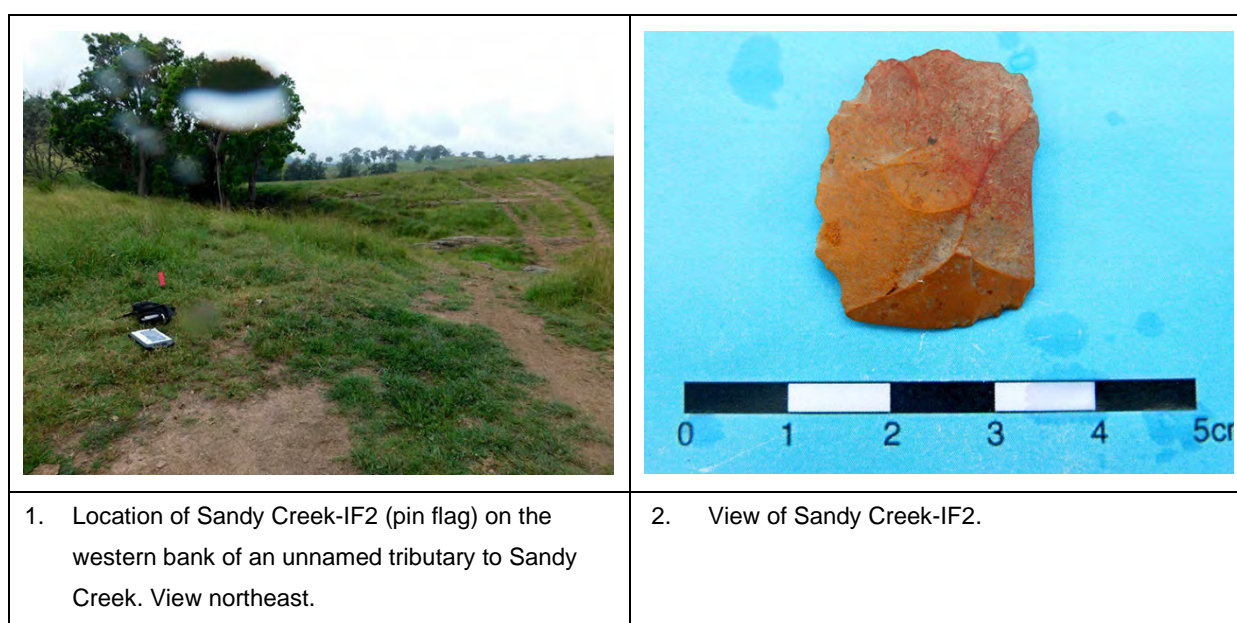 0 1 2 3 4 5cm
1. Location of Sandy Creek-IF2 (pin flag) on the
western bank of an unnamed tributary to Sandy
Creek. View northeast.
2. View of Sandy Creek-IF2.